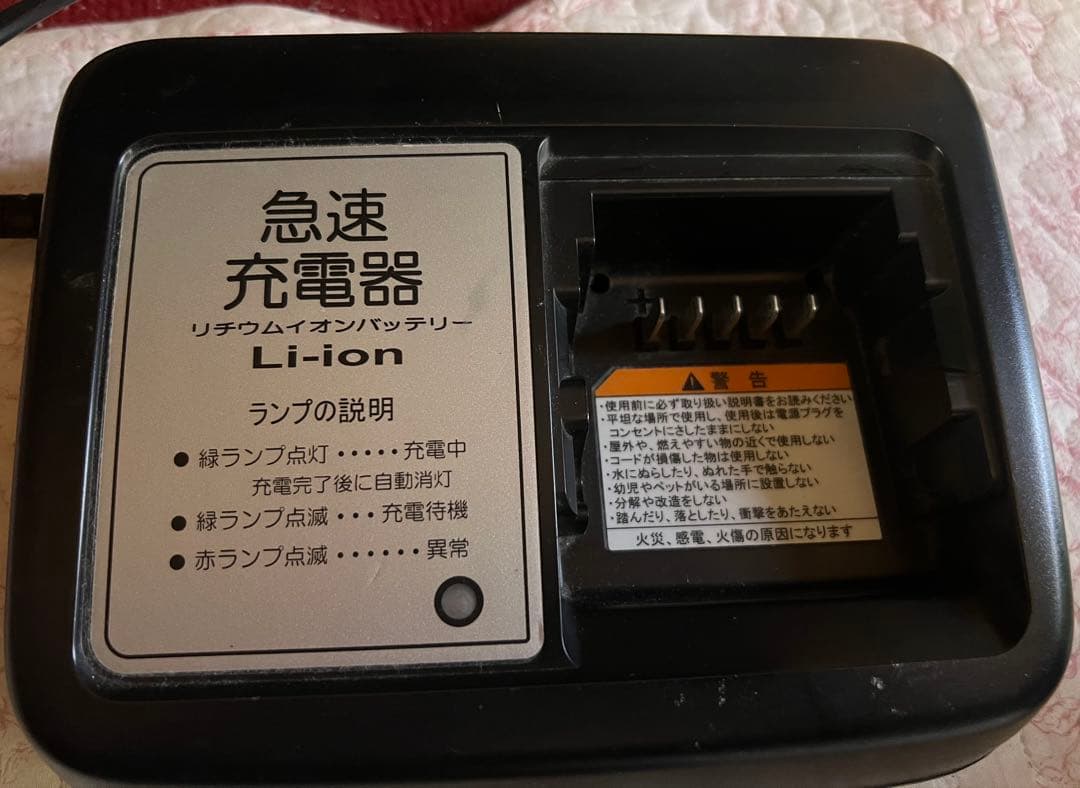 急速
充電器
リチウムイオンバッテリー
Li-ion
ランプの説明
●緑ランプ点灯・・・・・充電中
充電完了後に自動消灯
●緑ランプ点滅・・・充電待機
●赤ランプ点滅・・・・・・異常
+
警告
・使用前に必ず取り扱い説明書をお読みください
・平坦な場所で使用し、使用後は電源プラグを
コンセントにさしたままにしない
・屋外や、燃えやすい物の近くで使用しない
・コードが損傷した物は使用しない
・水にぬらしたり、ぬれた手で触らない
・幼児やペットがいる場所に設置しない
・分解や改造をしない
・踏んだり、落としたり、衝撃をあたえない
火災、感電、火傷の原因になります